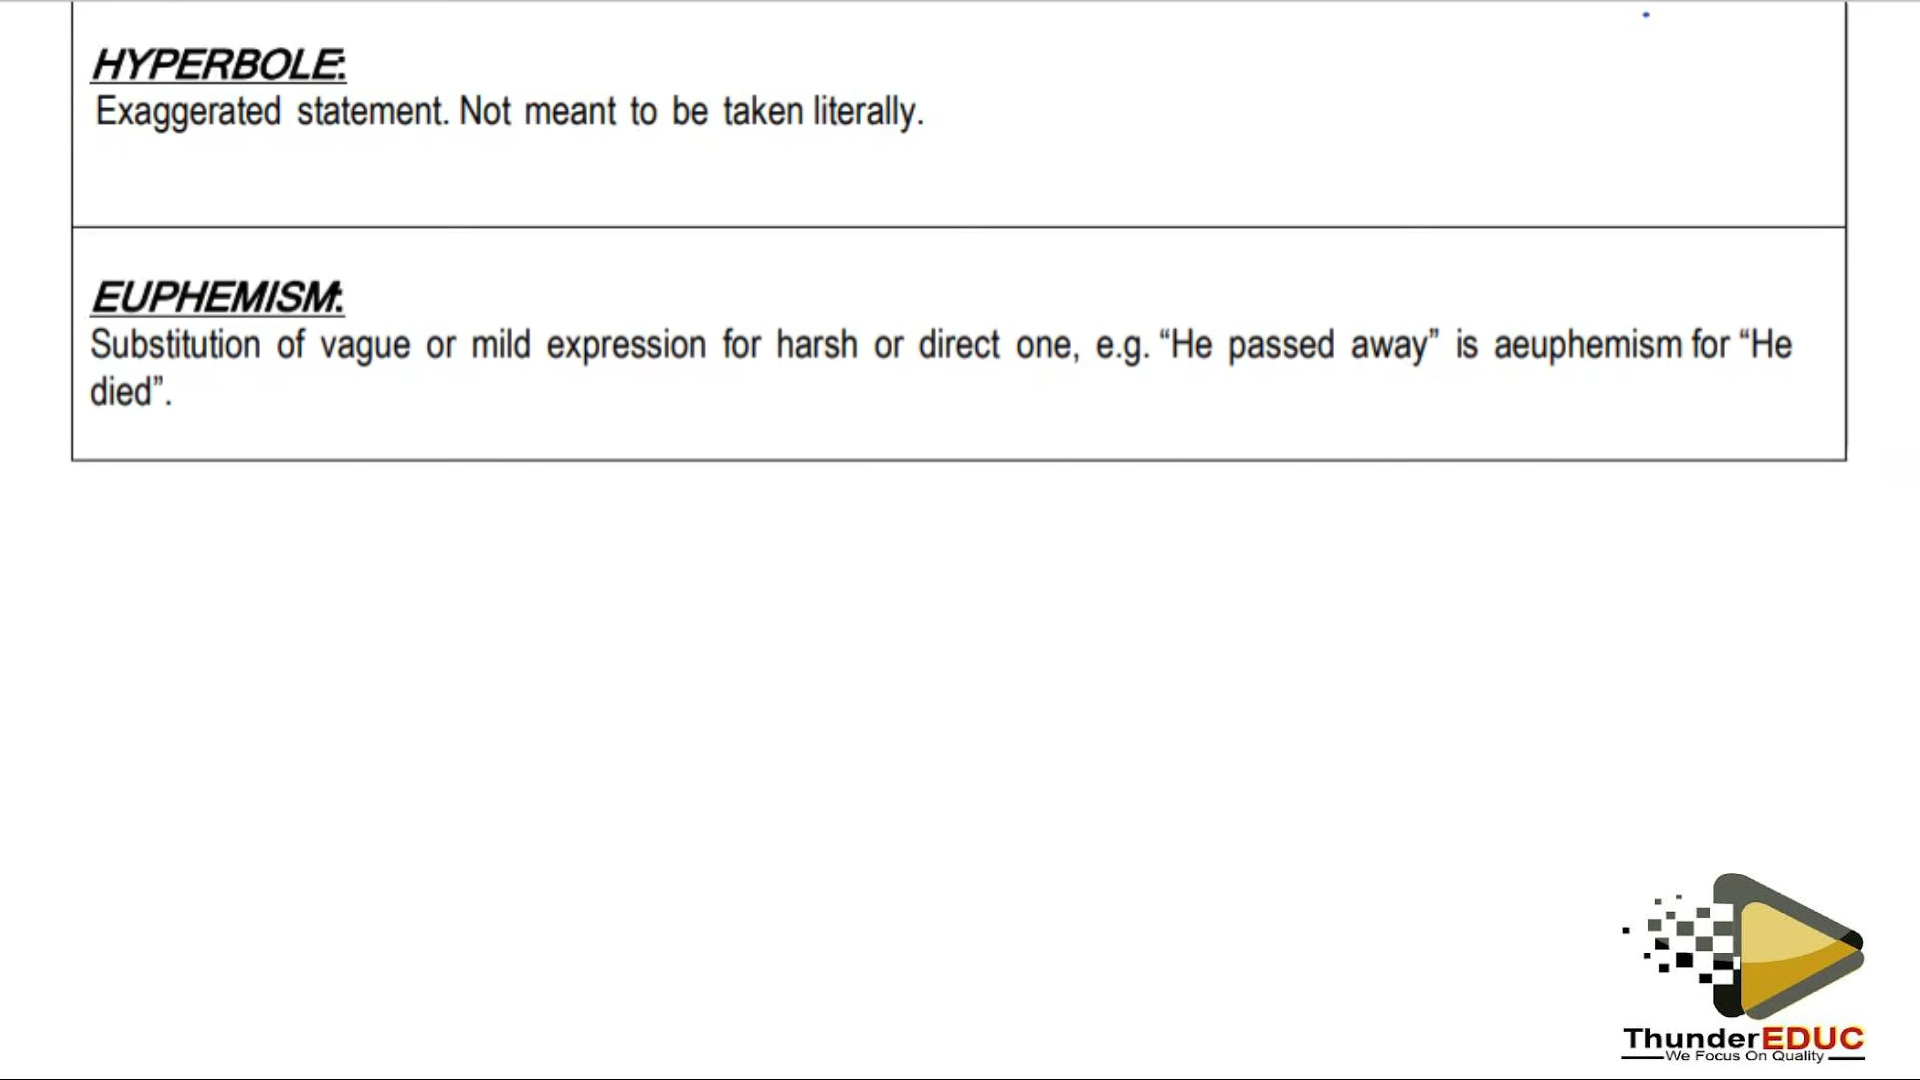 HYPERBOLE:
Exaggerated statement. Not meant to be taken literally.
EUPHEMISM:
Substitution of vague or mild expression for harsh or direct one, e.g. “He passed away” is aeuphemism for “He
died”.
ThunderEDUC
We Focus On Quality